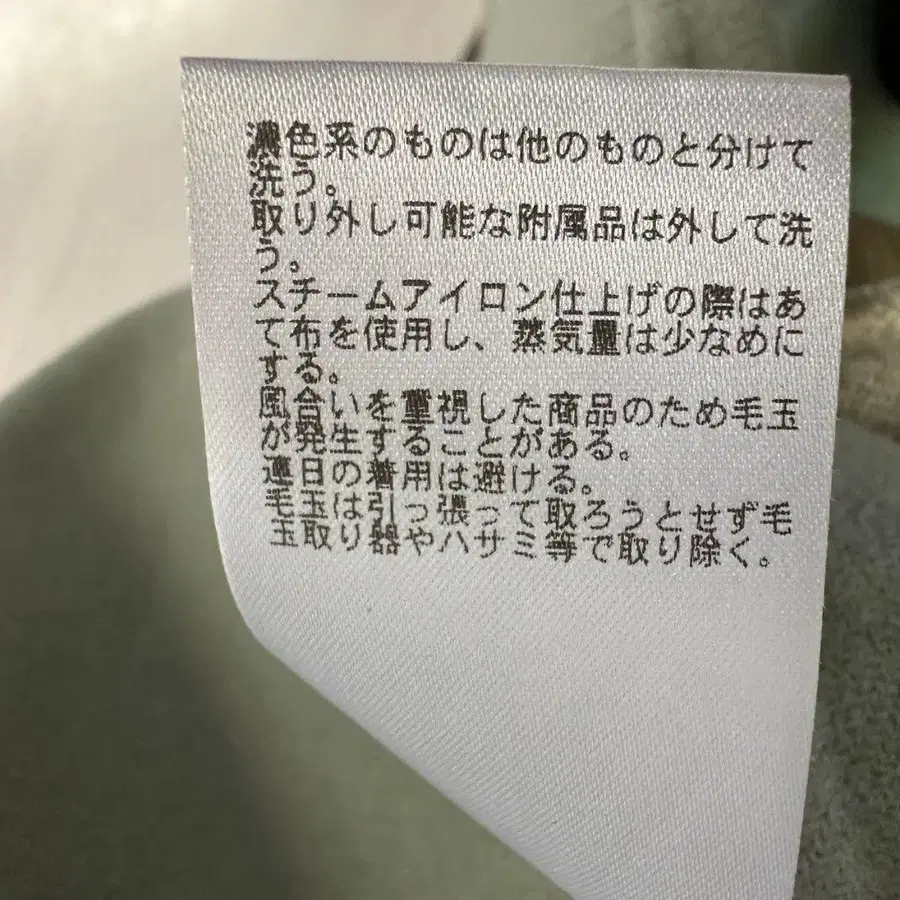 濃色系のものは他のものと分けて
洗う。
取り外し可能な附属品は外して洗
う。
スチームアイロン仕上げの際はあ
て布を使用し、蒸気量は少なめに
する。
風合いを重視した商品のため毛玉
が発生することがある。
連日の着用は避ける。
毛玉は引っ張って取ろうとせず毛
玉取り器やハサミ等で取り除く。